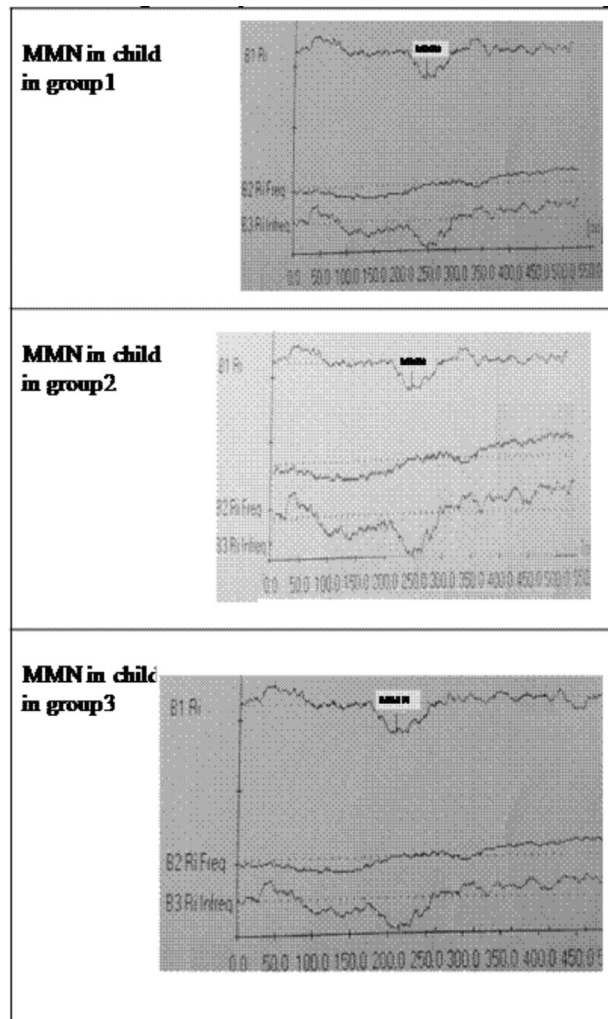 MMN in child
in group1
B1 Ri
MMN
B2 Ri Freq
B3 Ri Infreq
0.0 50.0 100.0 150.0 200.0 250.0 300.0 350.0 400.0 450.0 500.0 550.0
MMN in child
in group2
B1 Ri
MMN
B2 Ri Freq
B3 Ri Infreq
0.0 50.0 100.0 150.0 200.0 250.0 300.0 350.0 400.0 450.0 500.0
MMN in child
in group3
B1 Ri
MMN
B2 Ri Freq
B3 Ri Infreq
0.0 50.0 100.0 150.0 200.0 250.0 300.0 350.0 400.0 450.0